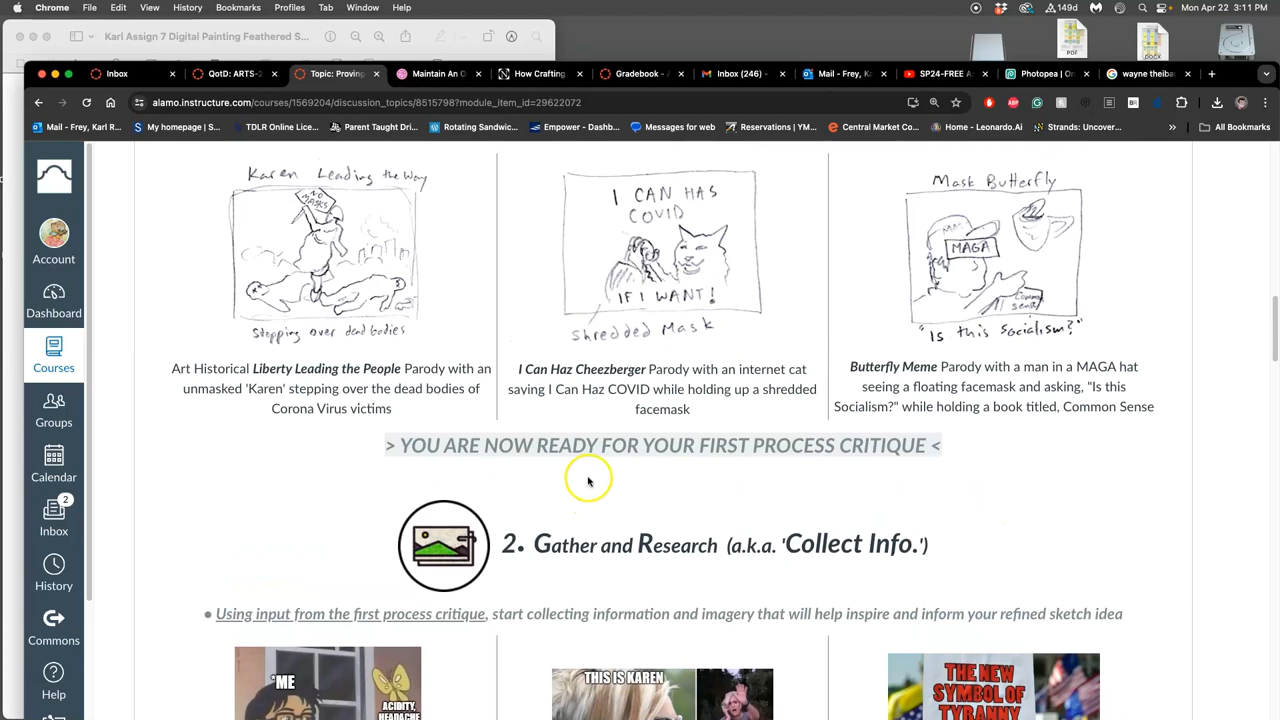 Chrome File Edit View History Bookmarks Profiles Tab Window Help
149d
Mon Apr 22 3:11 PM
Karl Assign 7 Digital Painting Feathered S...
PDF
DOCX
Inbox
QotD: ARTS-2
Topic: Proving
Maintain An O
How Crafting
Gradebook - A
Inbox (246) -
Mail - Frey, Ka
SP24-FREE A
Photopea | On
wayne theiba
alamo.instructure.com/courses/1569204/discussion_topics/8515798?module_item_id=29622072
Mail - Frey, Karl R...
My homepage | S...
TDLR Online Lice...
Parent Taught Dri...
Rotating Sandwic...
Empower - Dashb...
Messages for web
Reservations | YM...
Central Market Co...
Home - Leonardo.Ai
Strands: Uncover...
»
All Bookmarks
Account
Dashboard
Courses
Groups
Calendar
2
Inbox
History
Commons
Help
Karen Leading the Way
NO
MASKS
Stepping over dead bodies
I CAN HAS
COVID
IF I WANT!
Shredded Mask
Mask Butterfly
MAGA
Common
sense
"Is this Socialism?"
Art Historical Liberty Leading the People Parody with an
unmasked 'Karen' stepping over the dead bodies of
Corona Virus victims
I Can Haz Cheezberger Parody with an internet cat
saying I Can Haz COVID while holding up a shredded
facemask
Butterfly Meme Parody with a man in a MAGA hat
seeing a floating facemask and asking, "Is this
Socialism?" while holding a book titled, Common Sense
> YOU ARE NOW READY FOR YOUR FIRST PROCESS CRITIQUE <
2. Gather and Research (a.k.a. 'Collect Info.')
• Using input from the first process critique, start collecting information and imagery that will help inspire and inform your refined sketch idea
*ME
ACIDITY,
HEADACHE
THIS IS KAREN
THE NEW
SYMBOL OF
TYRANNY